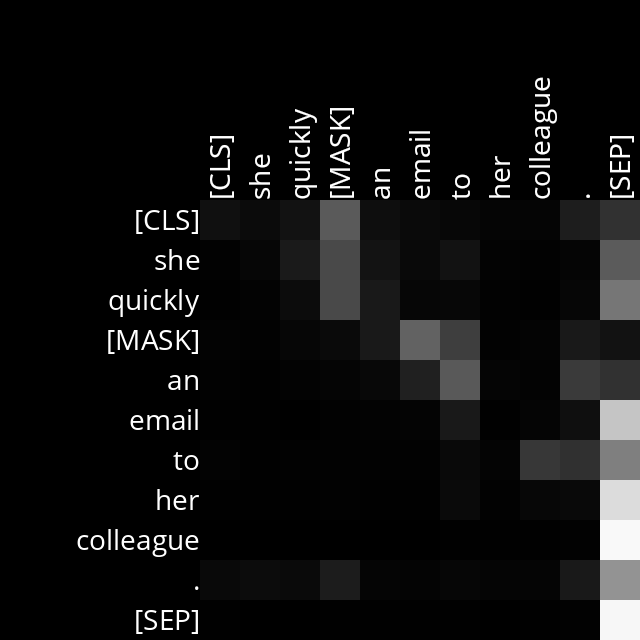 [CLS] she quickly [MASK] an email to her colleague . [SEP]
[CLS]
she
quickly
[MASK]
an
email
to
her
colleague
.
[SEP]